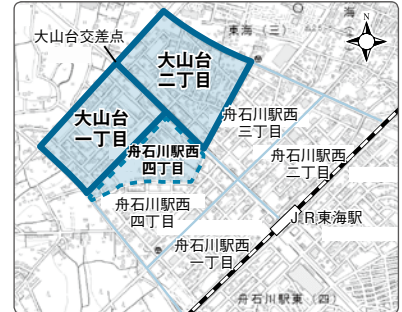 東海(三)
海
N
大山台交差点
大山台
二丁目
大山台
一丁目
舟石川駅西
三丁目
舟石川駅西
四丁目
舟石川駅西
二丁目
舟石川駅西
四丁目
JR東海駅
舟石川駅西
一丁目
舟石川駅東(四)